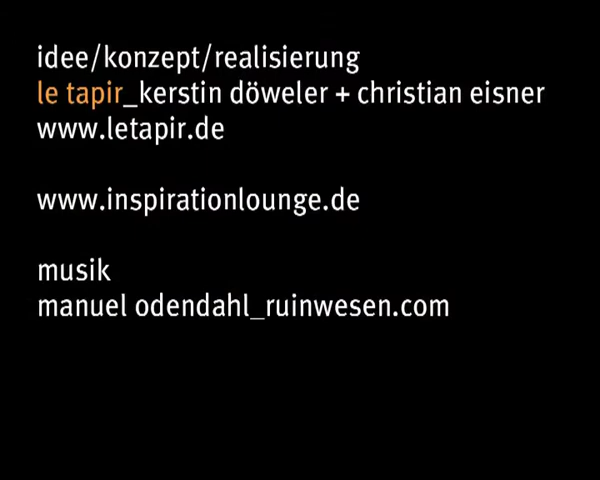 idee/konzept/realisierung
le tapir_kerstin döweler + christian eisner
www.letapir.de
www.inspirationlounge.de
musik
manuel odendahl_ruinwesen.com